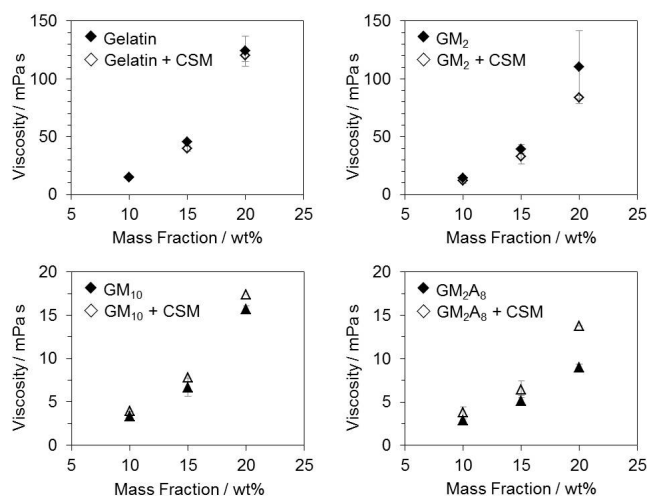 150
100
50
0
Viscosity / mPa s
Gelatin
Gelatin + CSM
5 10 15 20 25
Mass Fraction / wt%
150
100
50
0
Viscosity / mPa s
GM₂
GM₂ + CSM
5 10 15 20 25
Mass Fraction / wt%
20
15
10
5
0
Viscosity / mPa s
GM₁₀
GM₁₀ + CSM
5 10 15 20 25
Mass Fraction / wt%
20
15
10
5
0
Viscosity / mPa s
GM₂A₈
GM₂A₈ + CSM
5 10 15 20 25
Mass Fraction / wt%